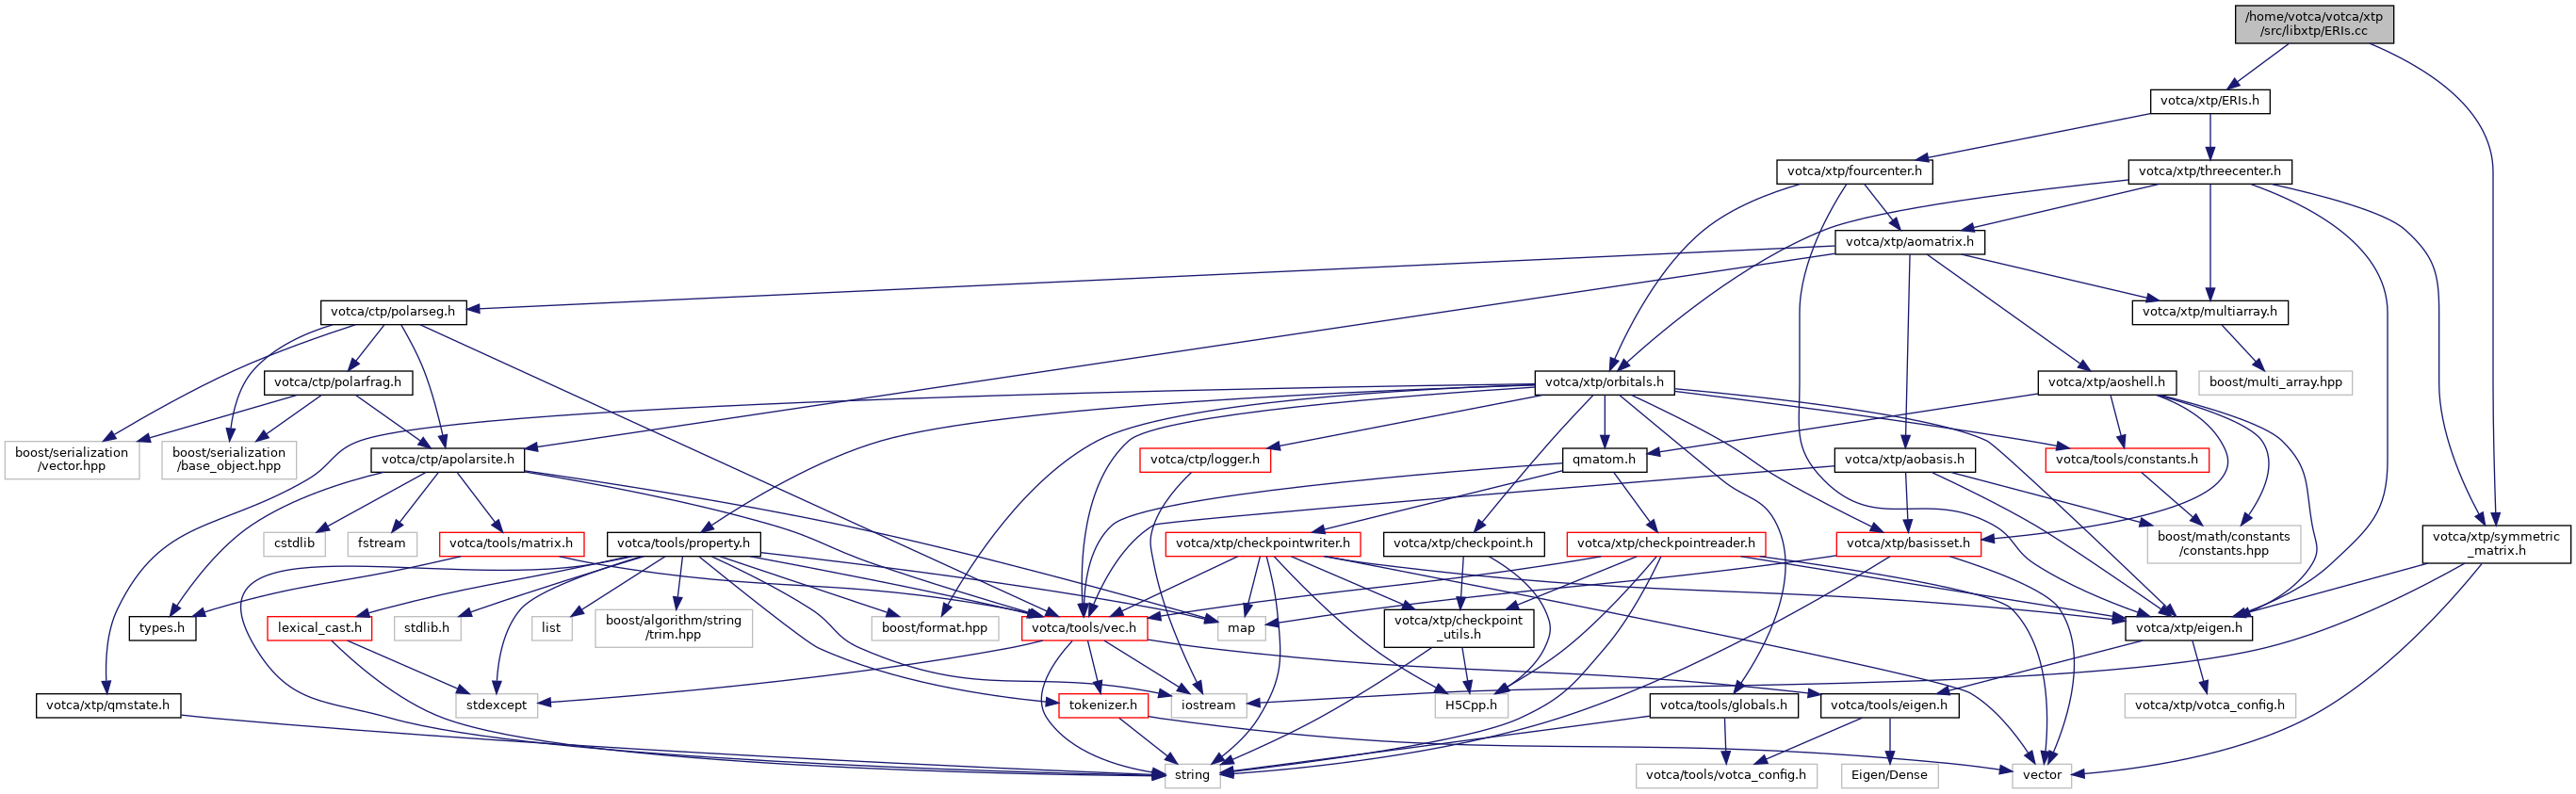 /home/votca/votca/xtp
/src/libxtp/ERIs.cc
votca/xtp/ERIs.h
votca/xtp/fourcenter.h
votca/xtp/threecenter.h
votca/xtp/aomatrix.h
votca/ctp/polarseg.h
votca/xtp/multiarray.h
votca/ctp/polarfrag.h
votca/xtp/orbitals.h
votca/xtp/aoshell.h
boost/multi_array.hpp
boost/serialization
/vector.hpp
boost/serialization
/base_object.hpp
votca/ctp/apolarsite.h
votca/ctp/logger.h
qmatom.h
votca/xtp/aobasis.h
votca/tools/constants.h
cstdlib
fstream
votca/tools/matrix.h
votca/tools/property.h
votca/xtp/checkpointwriter.h
votca/xtp/checkpoint.h
votca/xtp/checkpointreader.h
votca/xtp/basisset.h
boost/math/constants
/constants.hpp
votca/xtp/symmetric
_matrix.h
types.h
lexical_cast.h
stdlib.h
list
boost/algorithm/string
/trim.hpp
boost/format.hpp
votca/tools/vec.h
map
votca/xtp/checkpoint
_utils.h
votca/xtp/eigen.h
votca/xtp/qmstate.h
stdexcept
tokenizer.h
iostream
H5Cpp.h
votca/tools/globals.h
votca/tools/eigen.h
votca/xtp/votca_config.h
string
votca/tools/votca_config.h
Eigen/Dense
vector